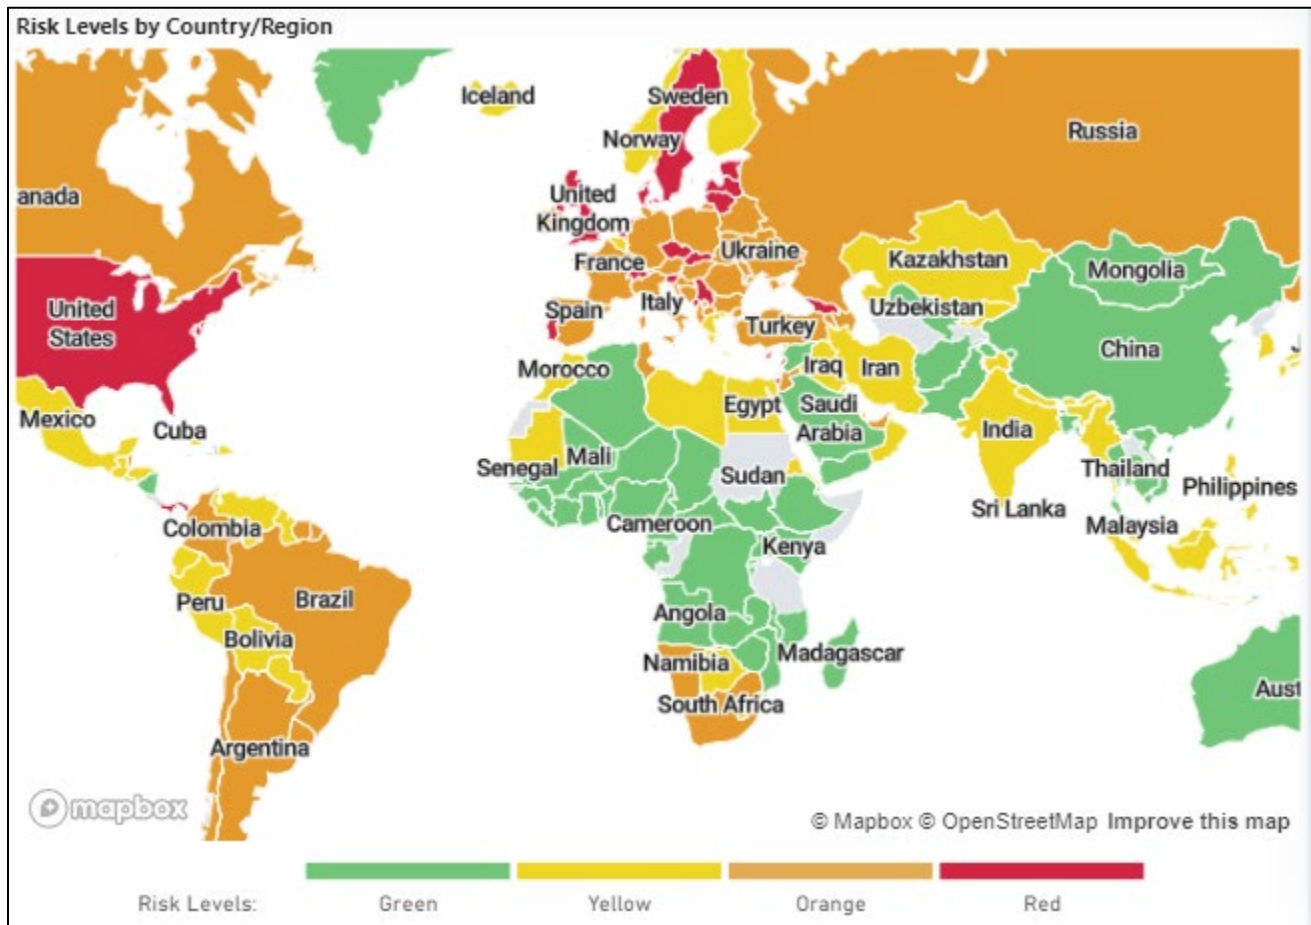 Risk Levels by Country/Region
Iceland
Sweden
Norway
Russia
anada
United
Kingdom
Ukraine
France
Kazakhstan
Mongolia
United
States
Spain
Italy
Uzbekistan
Turkey
China
J
Morocco
Iraq
Iran
Mexico
Cuba
Egypt
Saudi
Arabia
India
Senegal
Mali
Sudan
Thailand
Philippines
Sri Lanka
Malaysia
Colombia
Cameroon
Kenya
Peru
Brazil
Angola
Bolivia
Madagascar
Namibia
South Africa
Aust
Argentina
mapbox
© Mapbox © OpenStreetMap Improve this map
Risk Levels:
Green
Yellow
Orange
Red